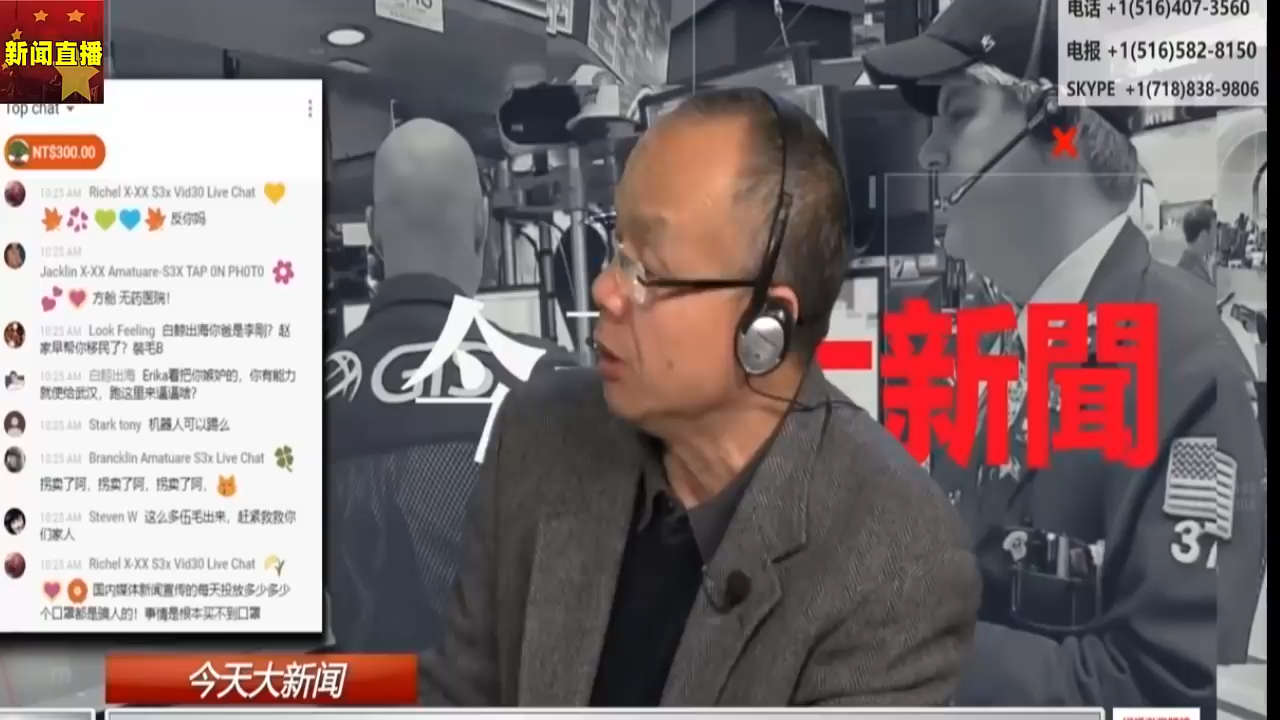 新闻直播
电话 +1(516)407-3560
电报 +1(516)582-8150
SKYPE +1(718)838-9806
Top chat
NT$300.00
10:25 AM Richel X-XX S3x Vid30 Live Chat
反你吗
10:25 AM
Jacklin X-XX Amatuare-S3X TAP 0N PH0T0
方舱 无药医院！
10:25 AM Look Feeling 白鲸出海你爸是李刚？赵
家早帮你移民了？装毛B
10:25 AM 白鲸出海 Erika看把你嫉妒的，你有能力
就便给武汉，跑这里来逼逼啥？
10:25 AM Stark tony 机器人可以踢么
10:25 AM Brancklin Amatuare S3x Live Chat
拐卖了阿，拐卖了阿，拐卖了阿，
10:25 AM Steven W 这么多伍毛出来，赶紧救救你
们家人
10:25 AM Richel X-XX S3x Vid30 Live Chat
国内媒体新闻宣传的每天投放多少多少
个口罩都是骗人的！事情是根本买不到口罩
GTS
今
新聞
37
今天大新闻